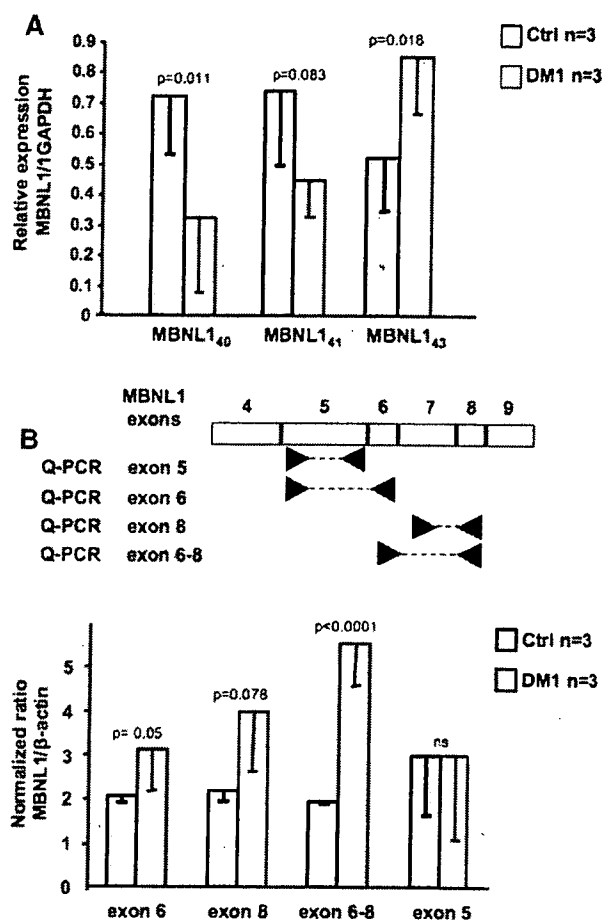 A
Relative expression
MBNL1/1GAPDH
0.9
0.8
0.7
0.6
0.5
0.4
0.3
0.2
0.1
0
p=0.011
p=0.083
p=0.018
Ctrl n=3
DM1 n=3
MBNL1₄₀
MBNL1₄₁
MBNL1₄₃
B
MBNL1
exons
4 5 6 7 8 9
Q-PCR exon 5
Q-PCR exon 6
Q-PCR exon 8
Q-PCR exon 6-8
Normalized ratio
MBNL1/β-actin
5
4
3
2
1
0
p= 0.05
p=0.078
p<0.0001
ns
Ctrl n=3
DM1 n=3
exon 6
exon 8
exon 6-8
exon 5